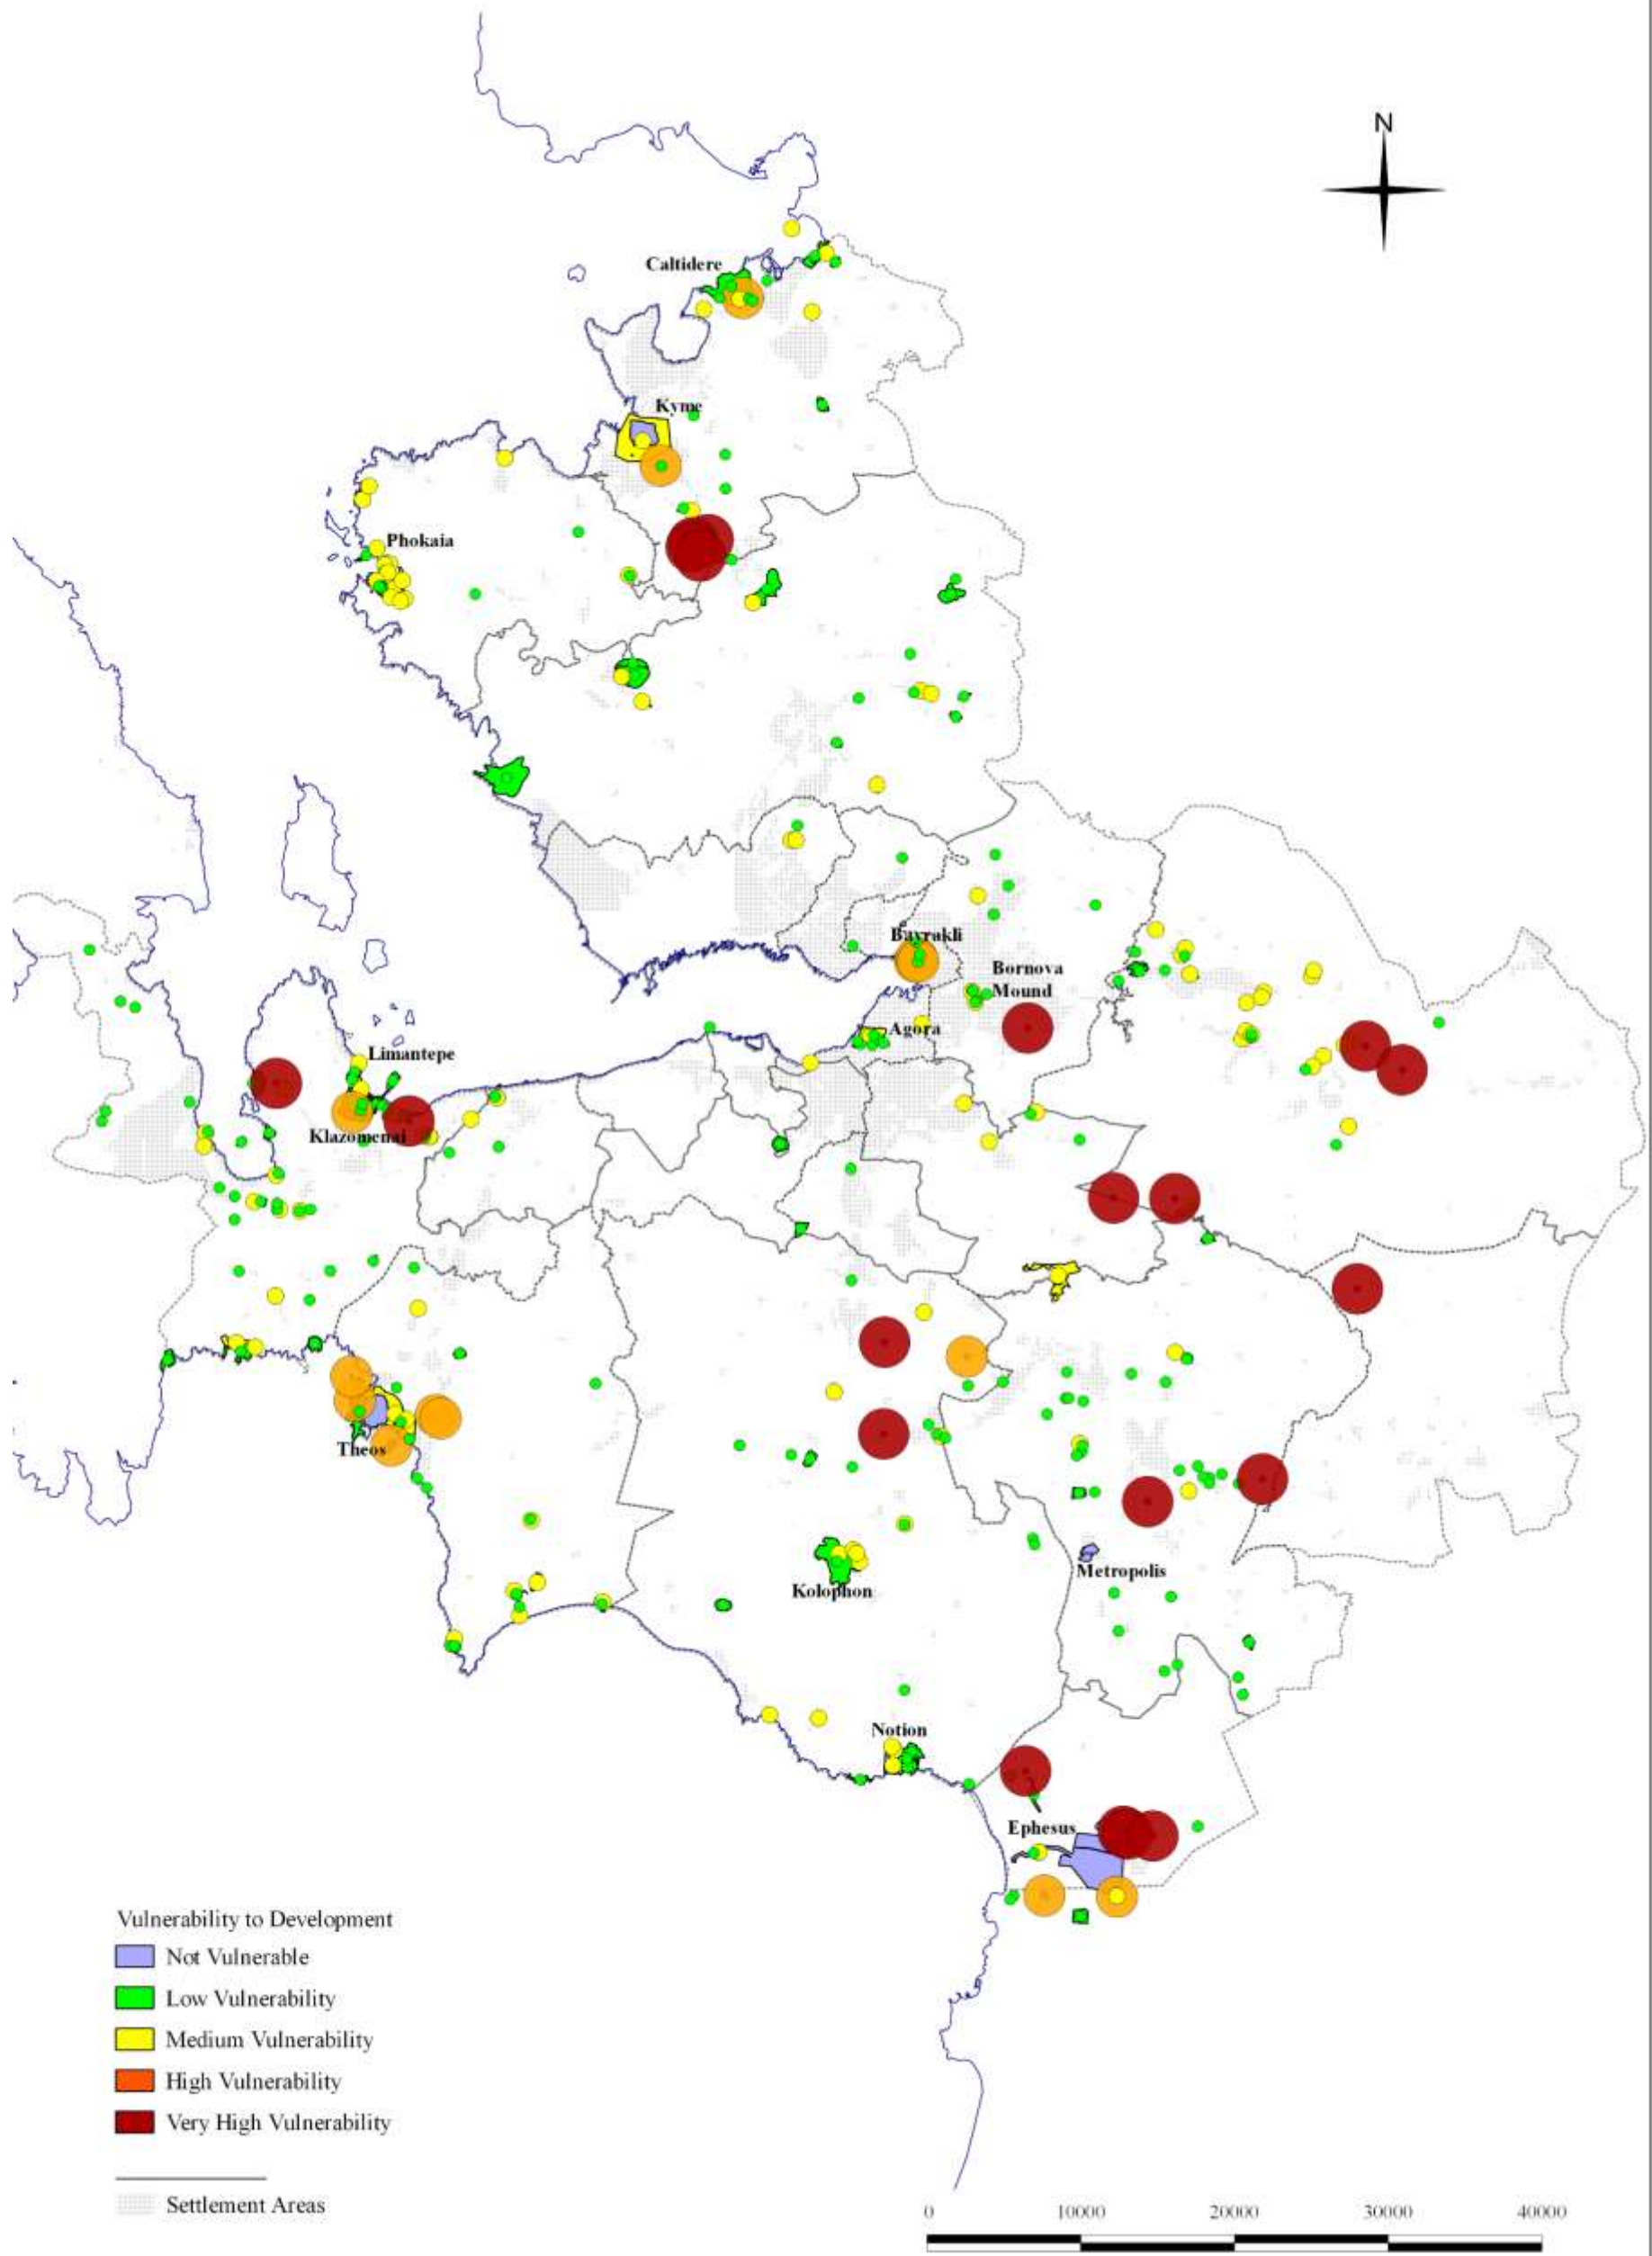 N
Caltidere
Kyme
Phokaia
Bayrakli
Bornova
Mound
Agora
Limantepe
Klazomenai
Theos
Metropolis
Kolophon
Notion
Ephesus
Vulnerability to Development
Not Vulnerable
Low Vulnerability
Medium Vulnerability
High Vulnerability
Very High Vulnerability
Settlement Areas
0 10000 20000 30000 40000